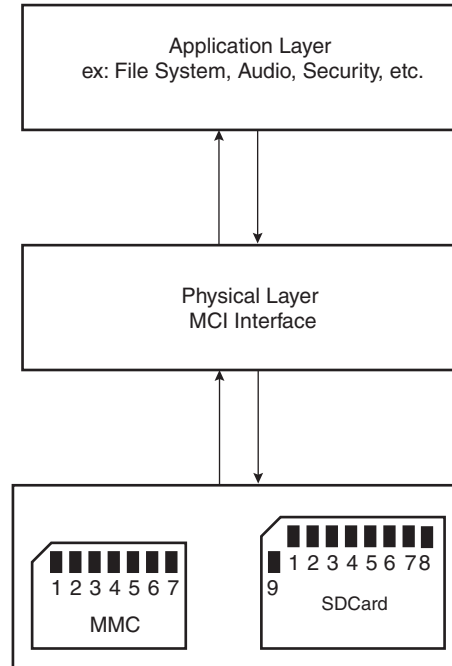 Application Layer
ex: File System, Audio, Security, etc.
Physical Layer
MCI Interface
1 2 3 4 5 6 7
MMC
1 2 3 4 5 6 7 8
9
SDCard